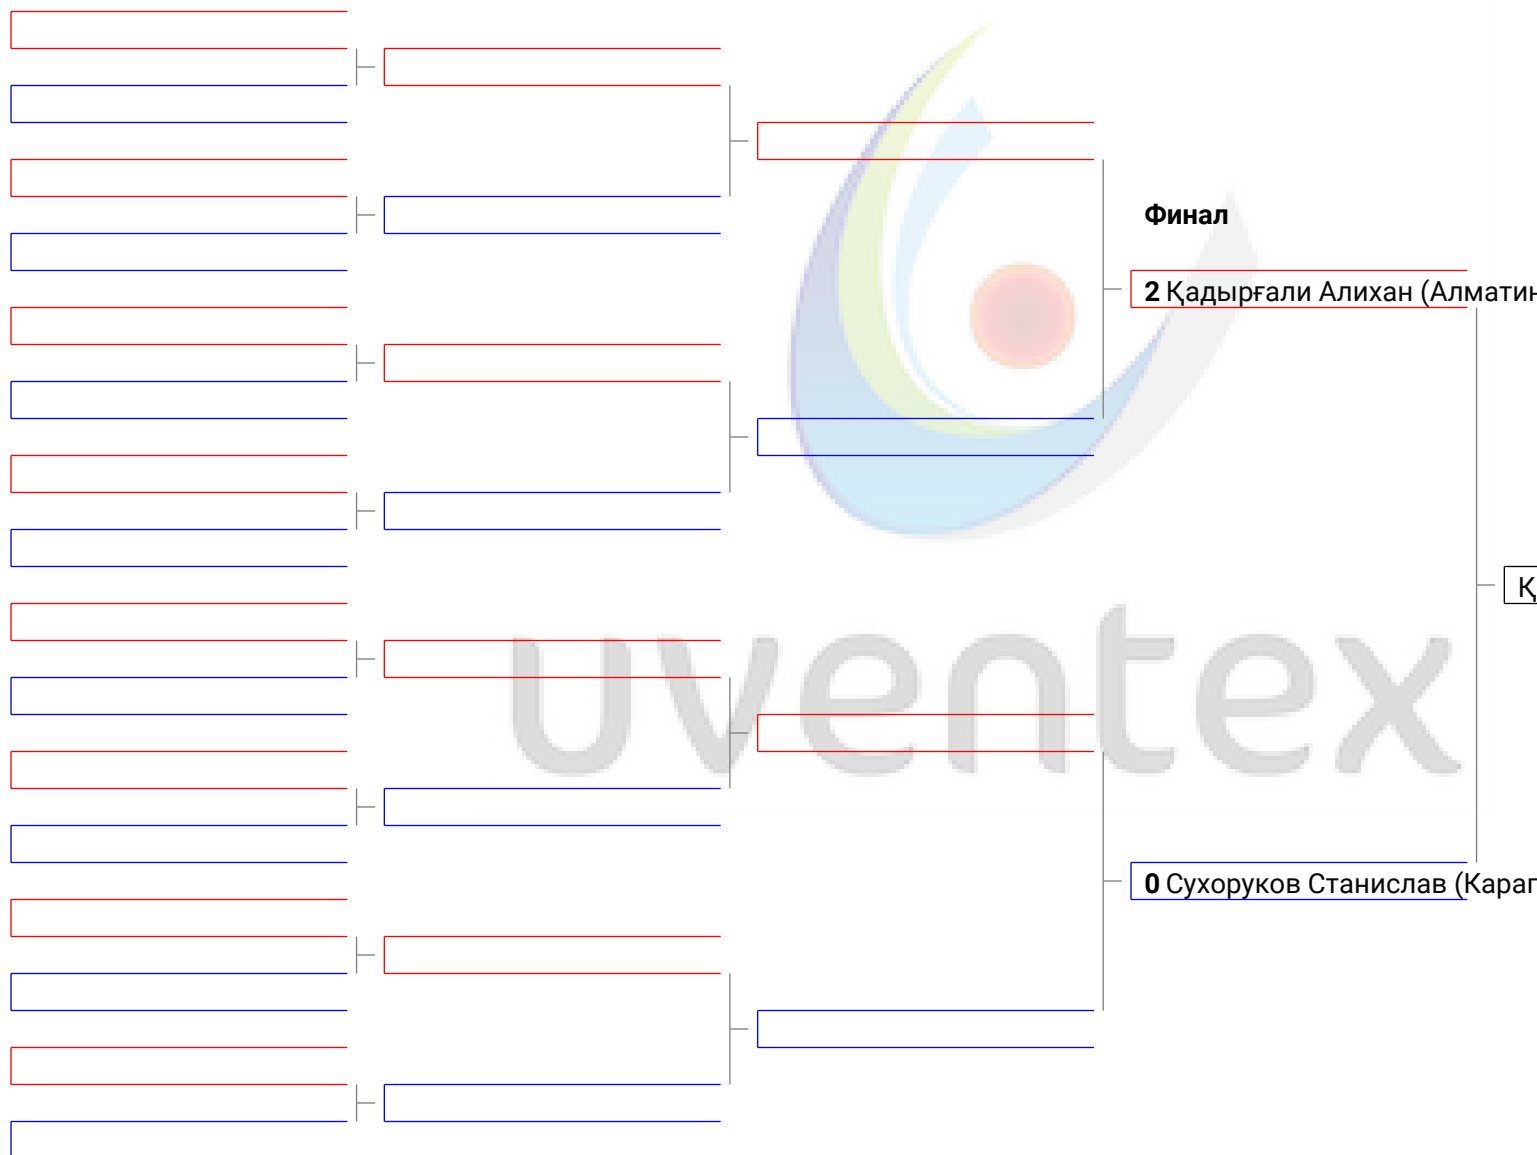 Финал
2 Қадырғали Алихан (Алматин
Қ
uventex
0 Сухоруков Станислав (Караг